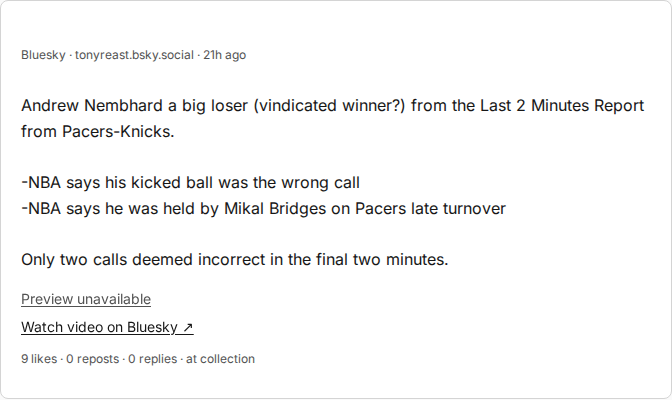 Bluesky · tonyreast.bsky.social · 21h ago
Andrew Nembhard a big loser (vindicated winner?) from the Last 2 Minutes Report
from Pacers-Knicks.
-NBA says his kicked ball was the wrong call
-NBA says he was held by Mikal Bridges on Pacers late turnover
Only two calls deemed incorrect in the final two minutes.
Preview unavailable
Watch video on Bluesky ↗
9 likes · 0 reposts · 0 replies · at collection